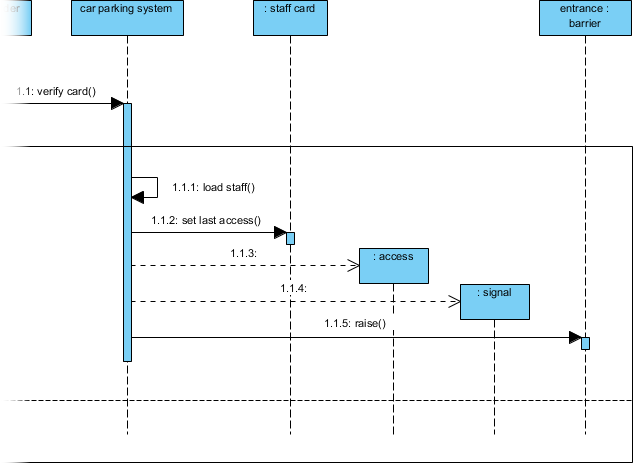 car parking system
: staff card
entrance :
barrier
1.1: verify card()
1.1.1: load staff()
1.1.2: set last access()
1.1.3:
: access
1.1.4:
: signal
1.1.5: raise()